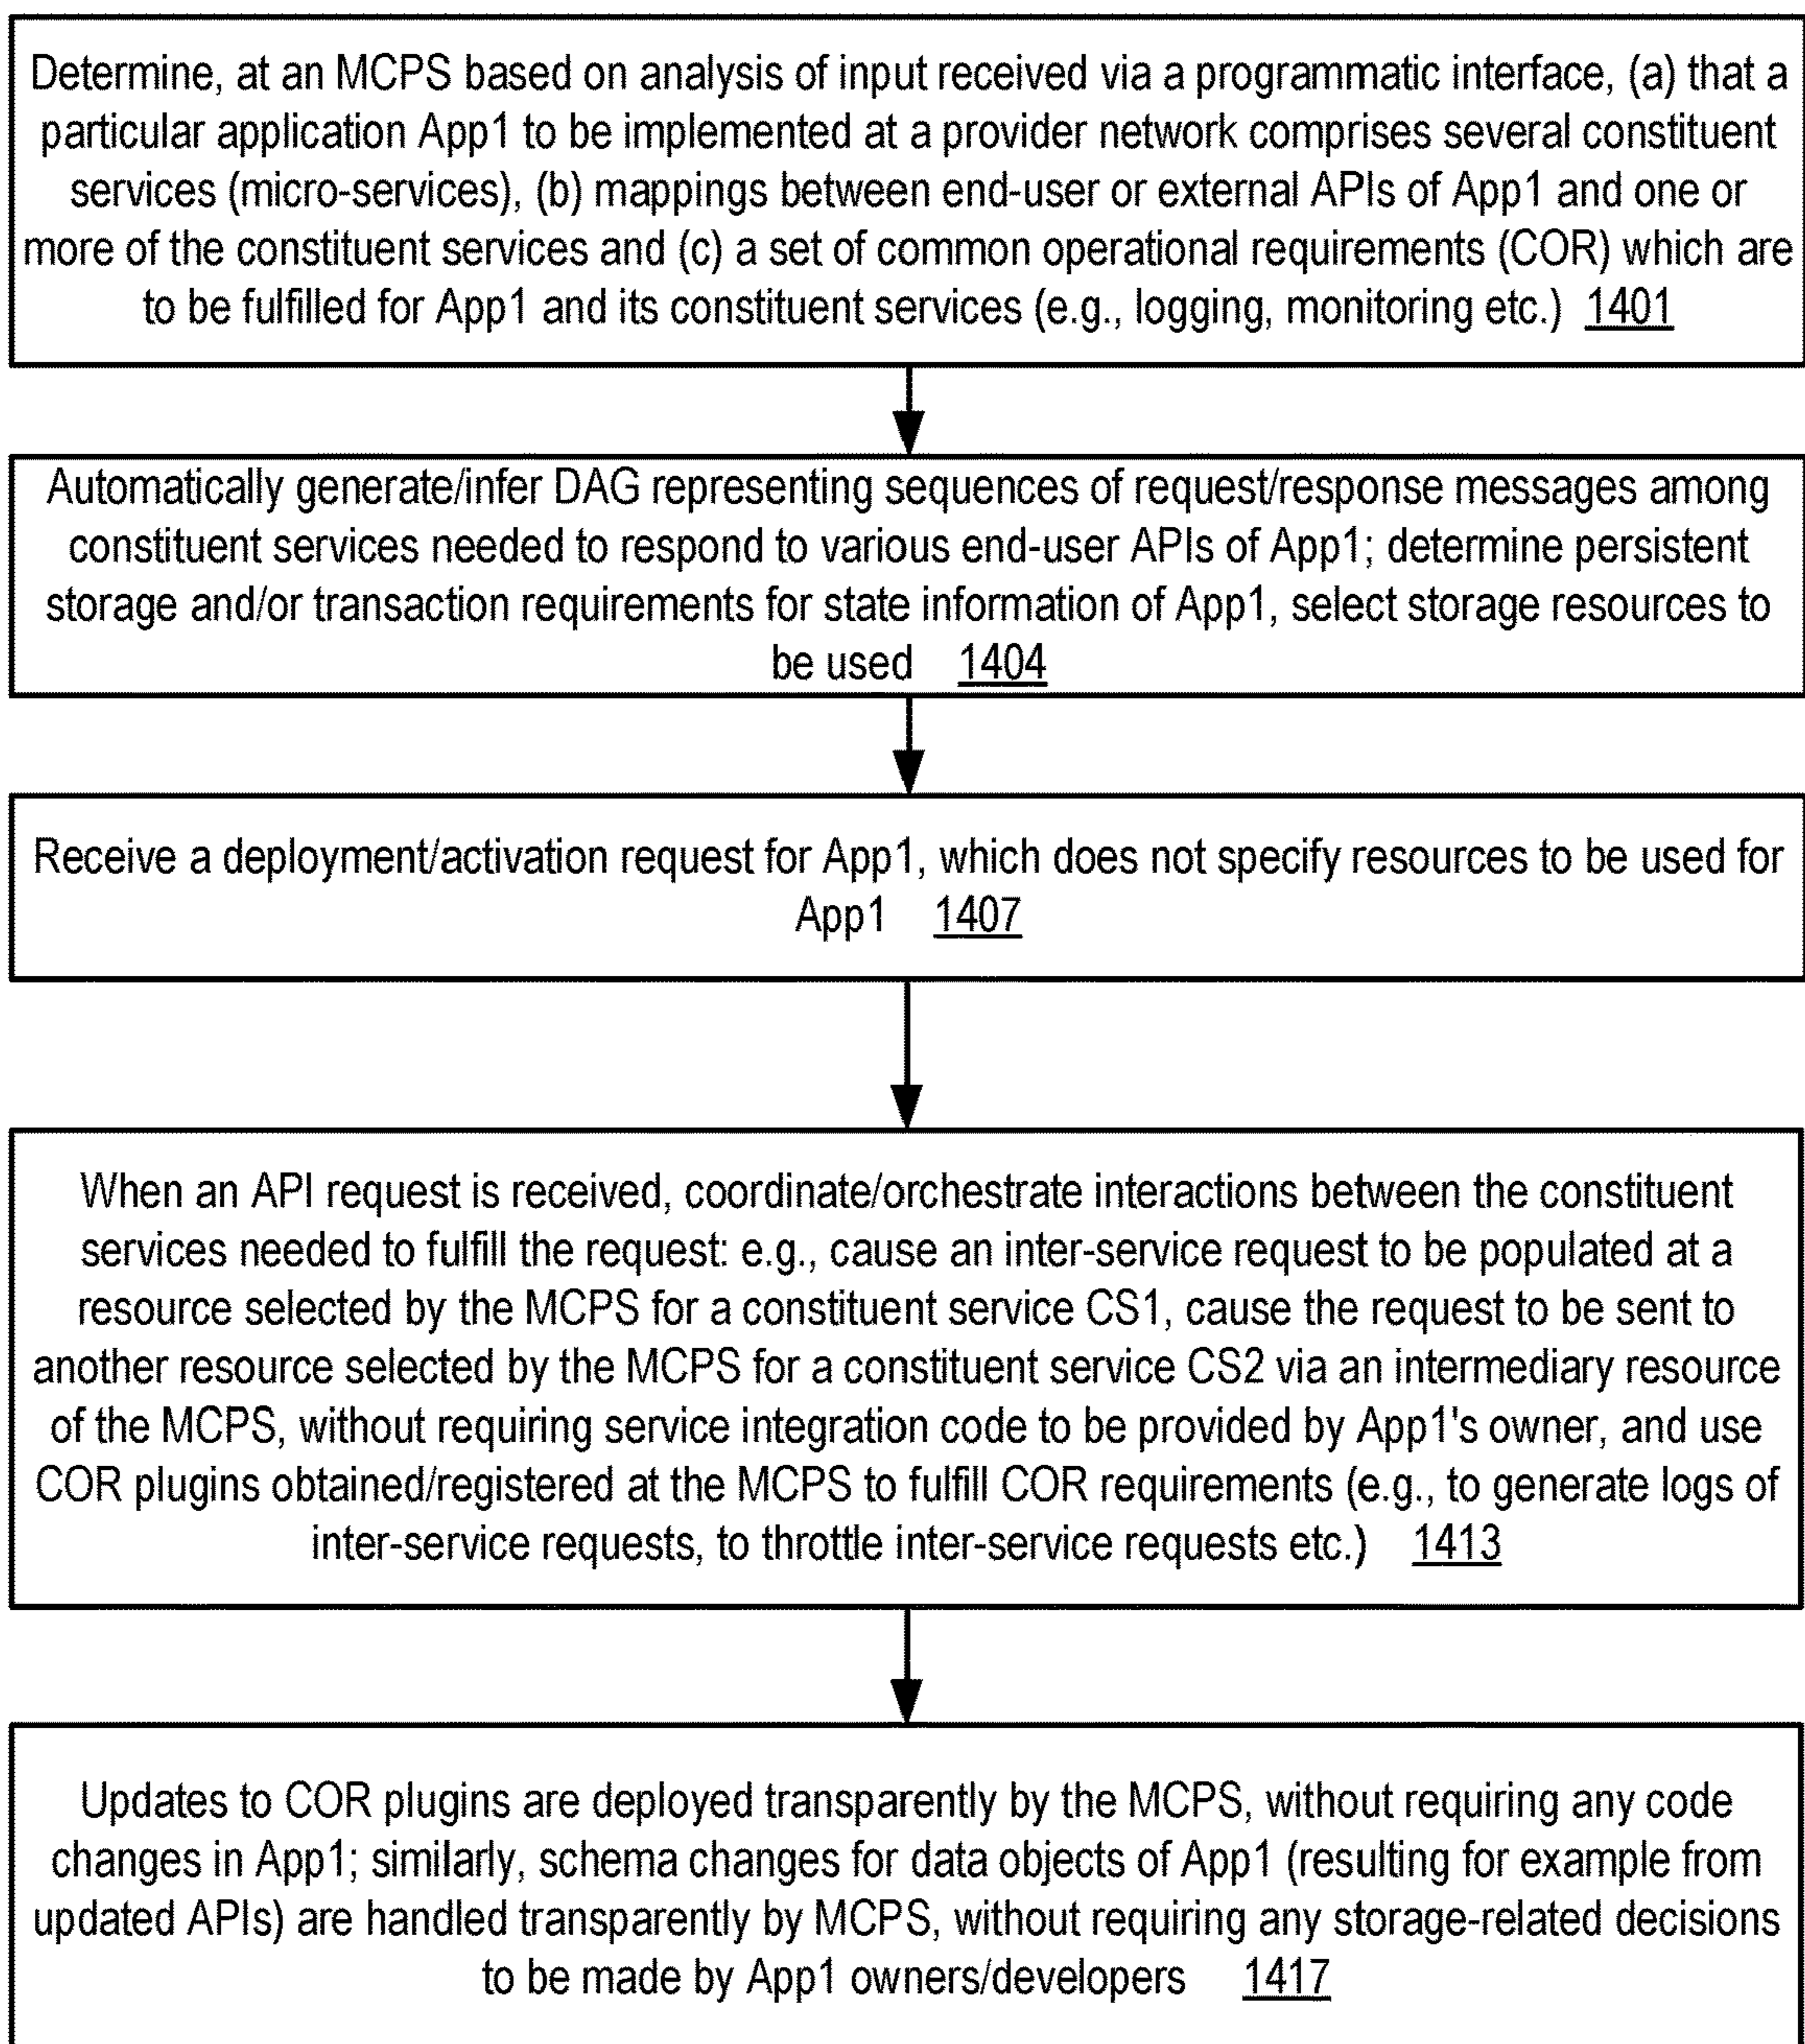 Determine, at an MCPS based on analysis of input received via a programmatic interface, (a) that a
particular application App1 to be implemented at a provider network comprises several constituent
services (micro-services), (b) mappings between end-user or external APIs of App1 and one or
more of the constituent services and (c) a set of common operational requirements (COR) which are
to be fulfilled for App1 and its constituent services (e.g., logging, monitoring etc.) 1401
Automatically generate/infer DAG representing sequences of request/response messages among
constituent services needed to respond to various end-user APIs of App1; determine persistent
storage and/or transaction requirements for state information of App1, select storage resources to
be used 1404
Receive a deployment/activation request for App1, which does not specify resources to be used for
App1 1407
When an API request is received, coordinate/orchestrate interactions between the constituent
services needed to fulfill the request: e.g., cause an inter-service request to be populated at a
resource selected by the MCPS for a constituent service CS1, cause the request to be sent to
another resource selected by the MCPS for a constituent service CS2 via an intermediary resource
of the MCPS, without requiring service integration code to be provided by App1's owner, and use
COR plugins obtained/registered at the MCPS to fulfill COR requirements (e.g., to generate logs of
inter-service requests, to throttle inter-service requests etc.) 1413
Updates to COR plugins are deployed transparently by the MCPS, without requiring any code
changes in App1; similarly, schema changes for data objects of App1 (resulting for example from
updated APIs) are handled transparently by MCPS, without requiring any storage-related decisions
to be made by App1 owners/developers 1417